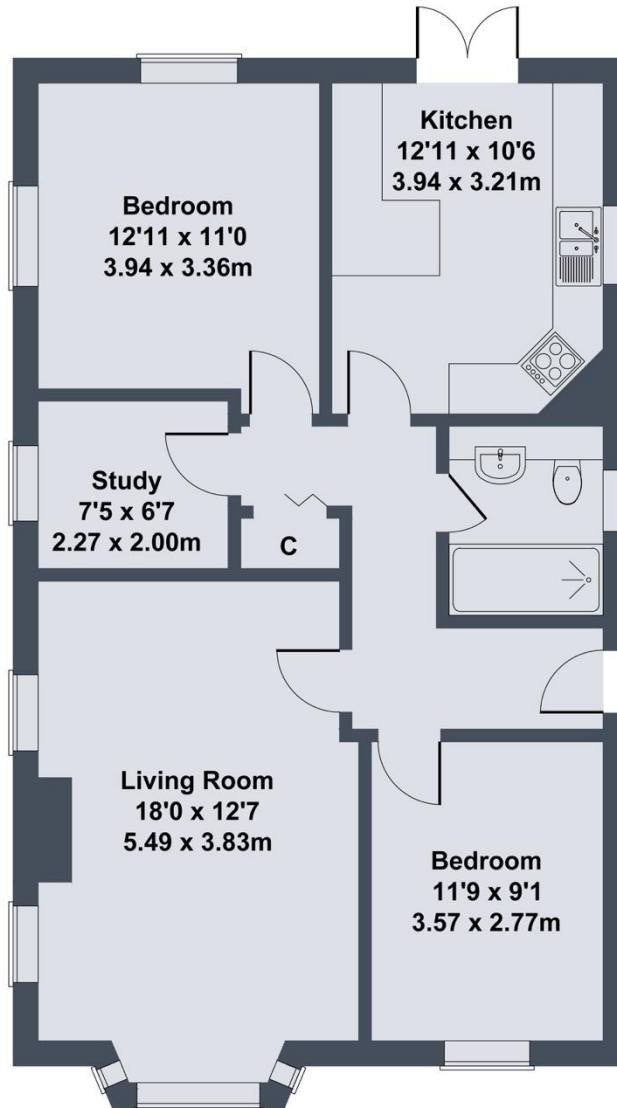 Kitchen
12'11 x 10'6
3.94 x 3.21m
Bedroom
12'11 x 11'0
3.94 x 3.36m
Study
7'5 x 6'7
2.27 x 2.00m
C
Living Room
18'0 x 12'7
5.49 x 3.83m
Bedroom
11'9 x 9'1
3.57 x 2.77m